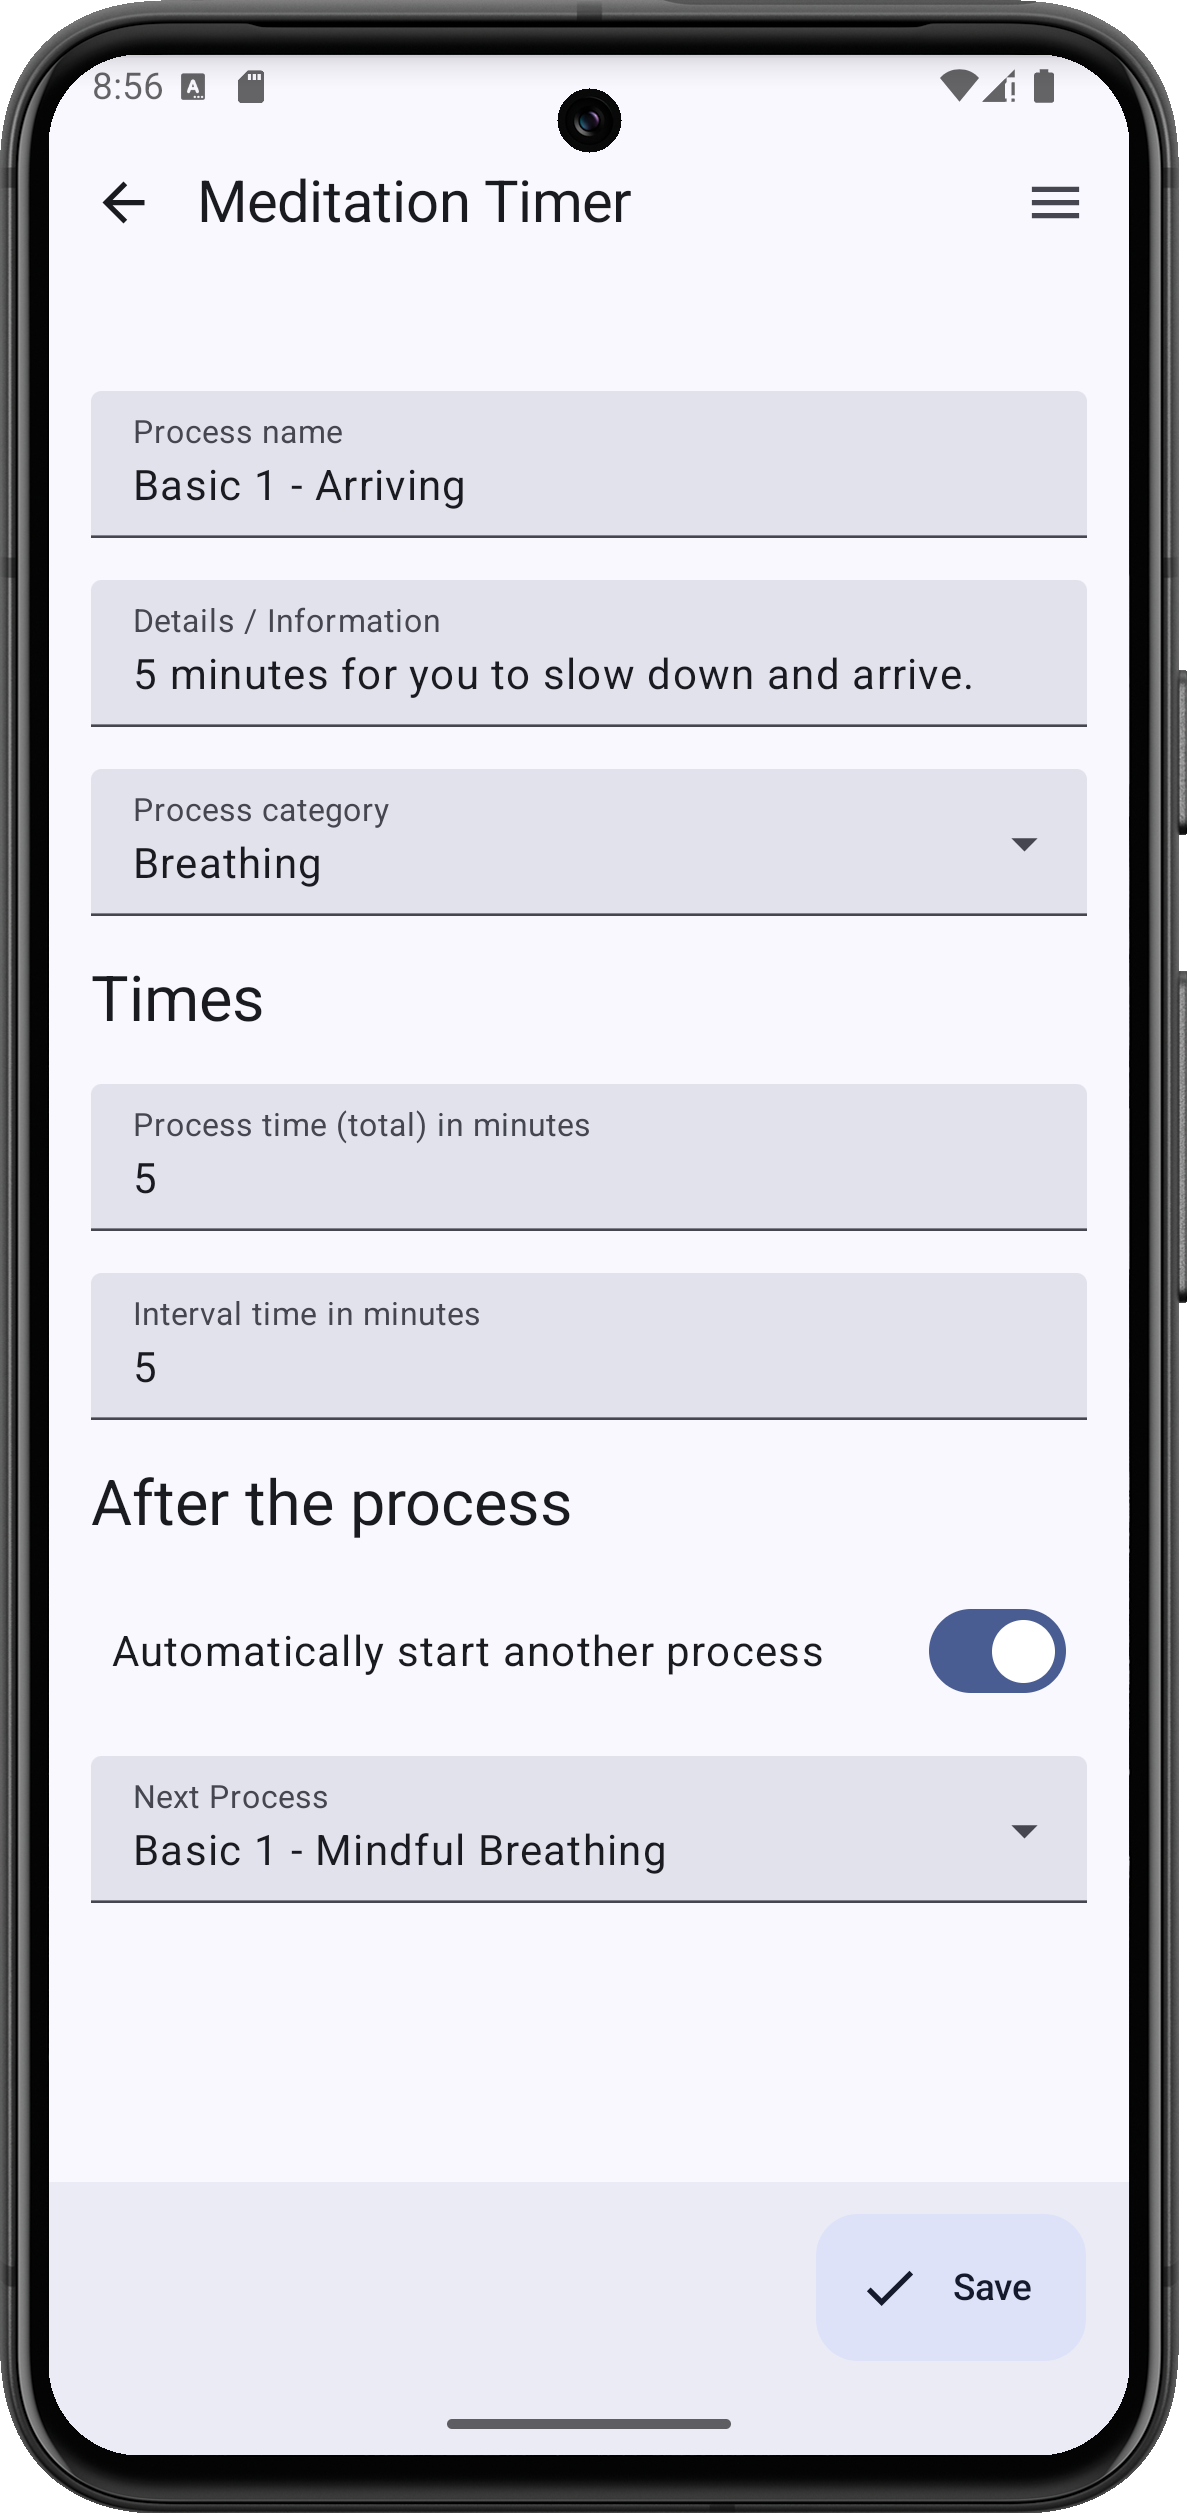 8:56
Meditation Timer
Process name
Basic 1 - Arriving
Details / Information
5 minutes for you to slow down and arrive.
Process category
Breathing
Times
Process time (total) in minutes
5
Interval time in minutes
5
After the process
Automatically start another process
Next Process
Basic 1 - Mindful Breathing
Save